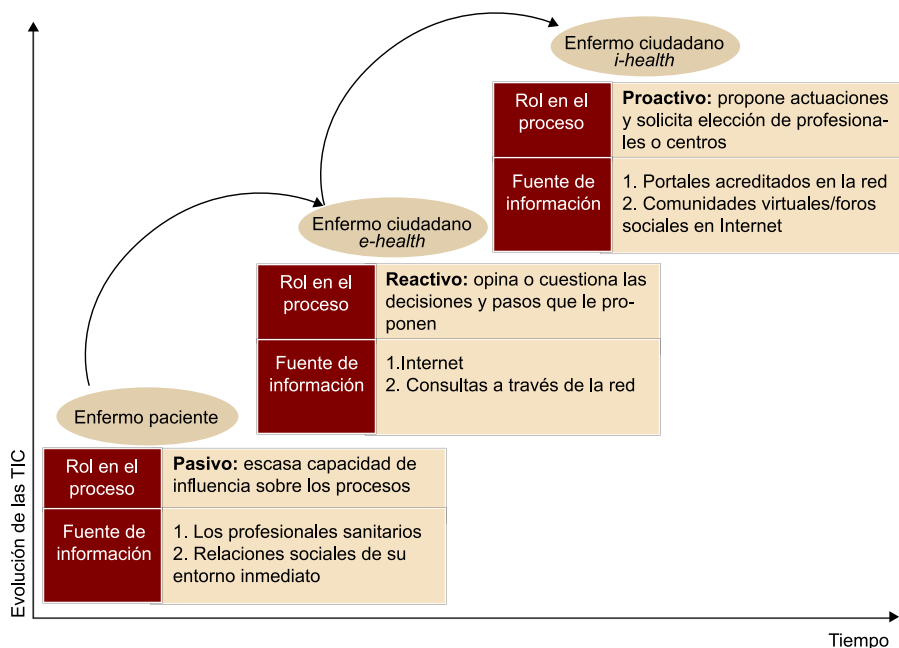 Enfermo ciudadano
i-health
Rol en el
proceso
Proactivo: propone actuaciones
y solicita elección de profesiona-
les o centros
Fuente de
información
1. Portales acreditados en la red
2. Comunidades virtuales/foros
sociales en Internet
Enfermo ciudadano
e-health
Rol en el
proceso
Reactivo: opina o cuestiona las
decisiones y pasos que le pro-
ponen
Fuente de
información
1.Internet
2. Consultas a través de la red
Enfermo paciente
Rol en el
proceso
Pasivo: escasa capacidad de
influencia sobre los procesos
Fuente de
información
1. Los profesionales sanitarios
2. Relaciones sociales de su
entorno inmediato
Evolución de las TIC
Tiempo